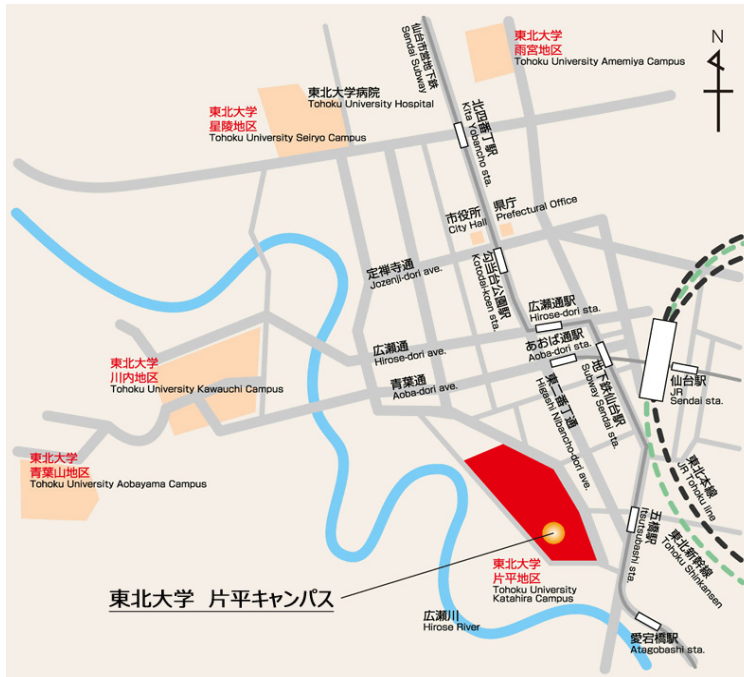 仙台市営地下鉄
Sendai Subway
東北大学
雨宮地区
Tohoku University Amemiya Campus
N
東北大学病院
Tohoku University Hospital
東北大学
星陵地区
Tohoku University Seiryo Campus
北四番丁駅
Kita Yobancho sta.
市役所
City Hall
県庁
Prefectural Office
勾当台公園駅
Kotodai-koen sta.
定禅寺通
Jozenji-dori ave.
広瀬通駅
Hirose-dori sta.
広瀬通
Hirose-dori ave.
あおば通駅
Aoba-dori sta.
地下鉄仙台駅
Subway Sendai sta.
東北大学
川内地区
Tohoku University Kawauchi Campus
青葉通
Aoba-dori ave.
東二番丁通
Higashi Nibancho-dori ave.
仙台駅
JR
Sendai sta.
東北大学
青葉山地区
Tohoku University Aobayama Campus
東北本線
JR Tohoku line
五橋駅
Itsutsubashi sta.
東北新幹線
Tohoku Shinkansen
東北大学
片平地区
Tohoku University
Katahira Campus
東北大学 片平キャンパス
広瀬川
Hirose River
愛宕橋駅
Atagobashi sta.